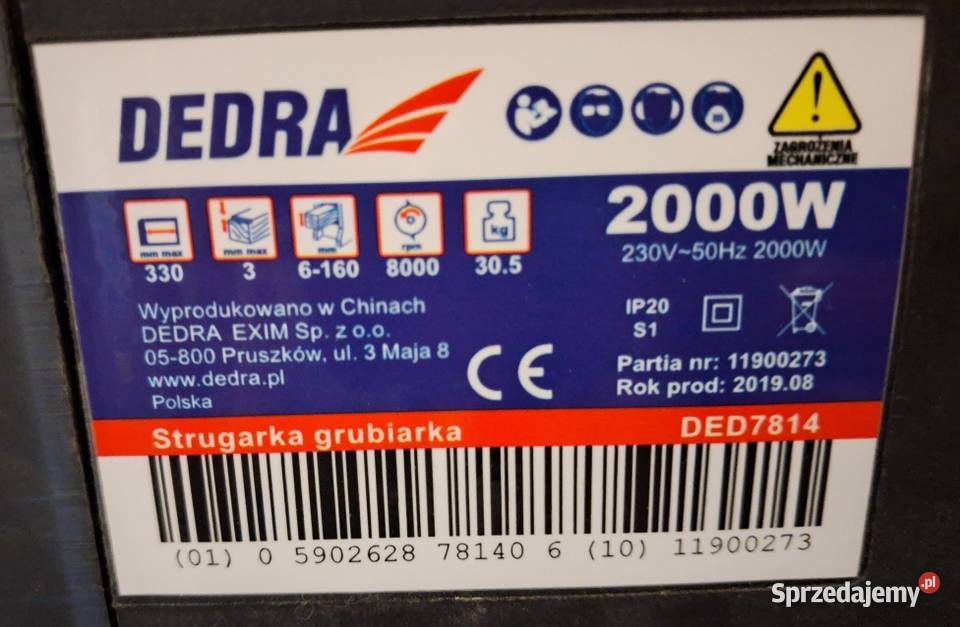 DEDRA
ZAGROŻENIA
MECHANICZNE
mm max
mm max
mm
rpm
kg
330
3
6-160
8000
30.5
2000W
230V~50Hz 2000W
Wyprodukowano w Chinach
DEDRA EXIM Sp. z o.o.
05-800 Pruszków, ul. 3 Maja 8
www.dedra.pl
Polska
CE
IP20
S1
Partia nr: 11900273
Rok prod: 2019.08
Strugarka grubiarka
DED7814
(01) 0 5902628 78140 6 (10) 11900273
Sprzedajemy.pl